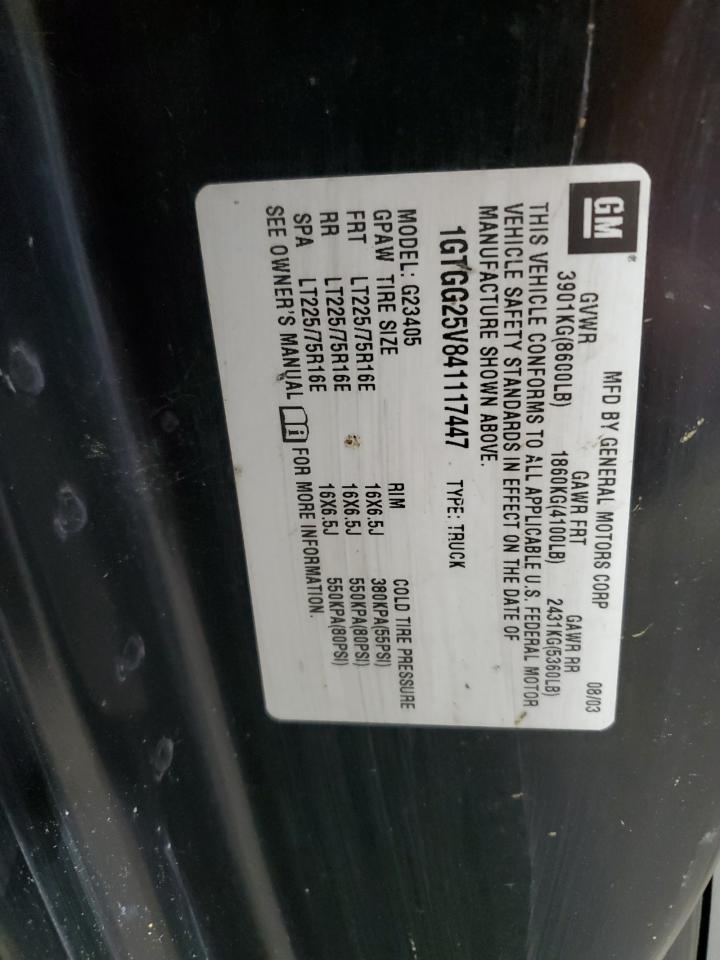 GM
MFD BY GENERAL MOTORS CORP 08/03
GVWR GAWR FRT GAWR RR
3901KG(8600LB) 1860KG(4100LB) 2431KG(5360LB)
THIS VEHICLE CONFORMS TO ALL APPLICABLE U.S. FEDERAL MOTOR
VEHICLE SAFETY STANDARDS IN EFFECT ON THE DATE OF
MANUFACTURE SHOWN ABOVE.
1GTGG25V841117447 TYPE: TRUCK
MODEL: G23405
GPAW TIRE SIZE RIM COLD TIRE PRESSURE
FRT LT225/75R16E 16X6.5J 380KPA(55PSI)
RR LT225/75R16E 16X6.5J 550KPA(80PSI)
SPA LT225/75R16E 16X6.5J 550KPA(80PSI)
SEE OWNER'S MANUAL FOR MORE INFORMATION.